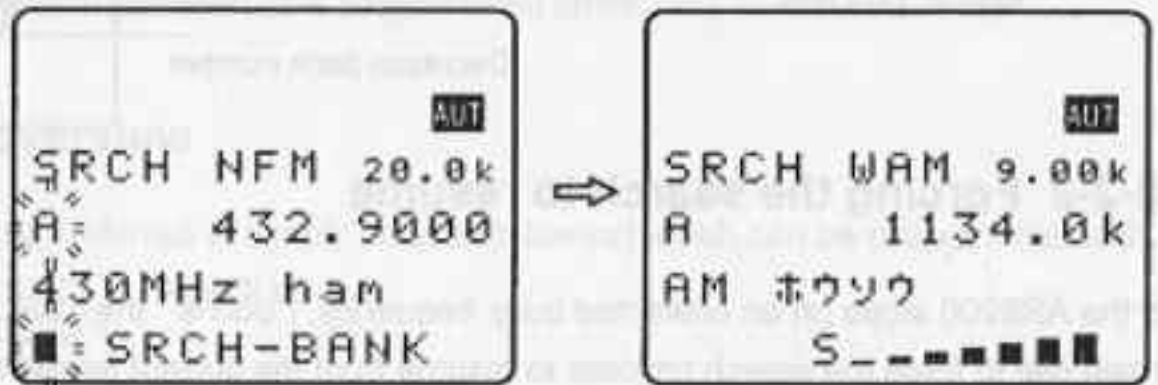 AUT
SRCH NFM 20.0k
A 432.9000
430MHz ham
SRCH-BANK
AUT
SRCH WAM 9.00k
A 1134.0k
AM ホウソウ
S